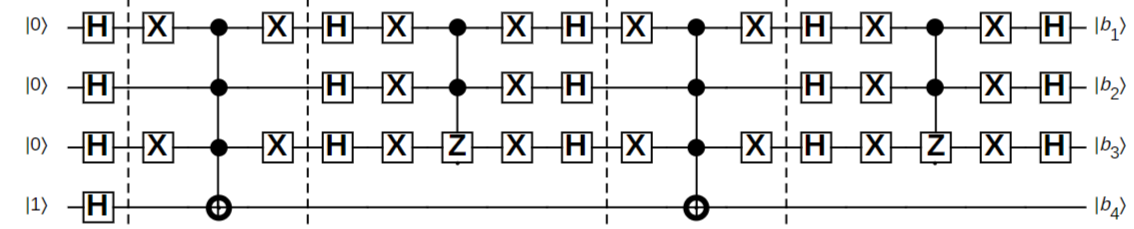 |0⟩ H X X H X X H X X H X X H |b₁⟩
|0⟩ H H X X H H X X H |b₂⟩
|0⟩ H X X H X Z X H X X H X Z X H |b₃⟩
|1⟩ H |b₄⟩